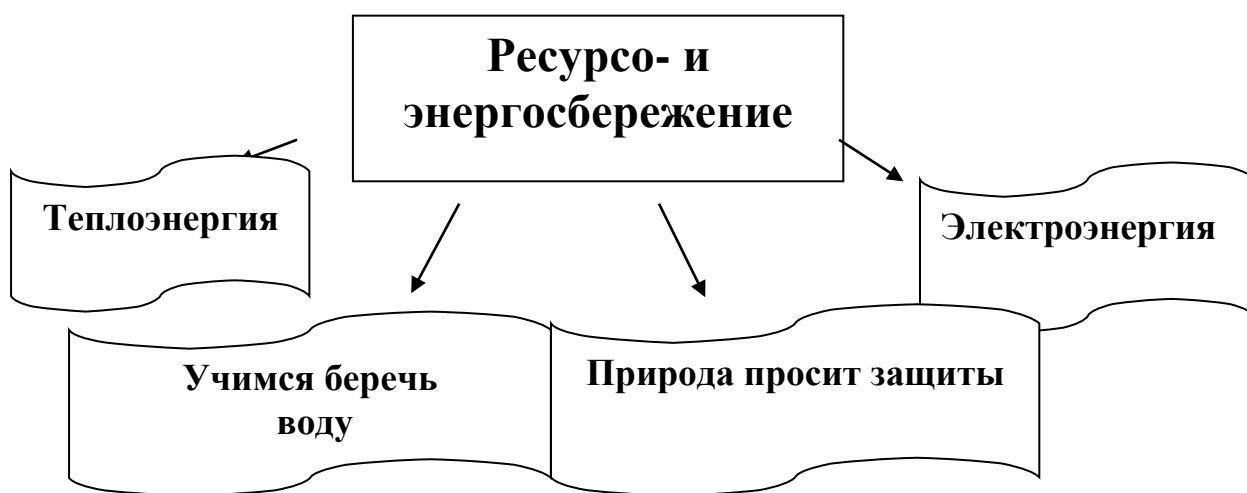 Ресурсо- и
энергосбережение
Теплоэнергия
Электроэнергия
Учимся беречь
воду
Природа просит защиты